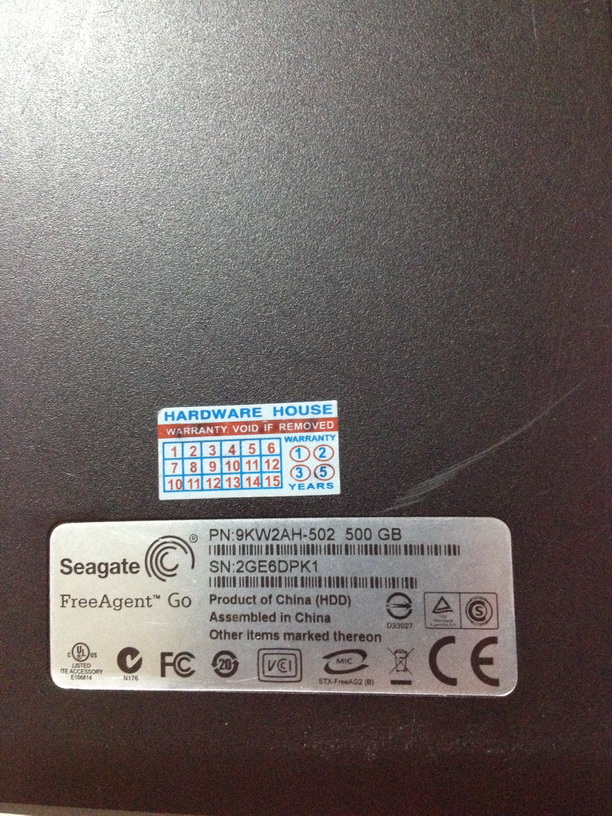 HARDWARE HOUSE
WARRANTY VOID IF REMOVED
1 2 3 4 5 6
7 8 9 10 11 12
10 11 12 13 14 15
WARRANTY
1 2
3 5
YEARS
PN:9KW2AH-502 500 GB
SN:2GE6DPK1
Seagate®
FreeAgent™ Go
Product of China (HDD)
Assembled in China
Other items marked thereon
D33027
S
c UL us
LISTED
ITE ACCESSORY
E106814
N176
FC
20
VCI
MIC
STX-FreeAG2 (B)
CE